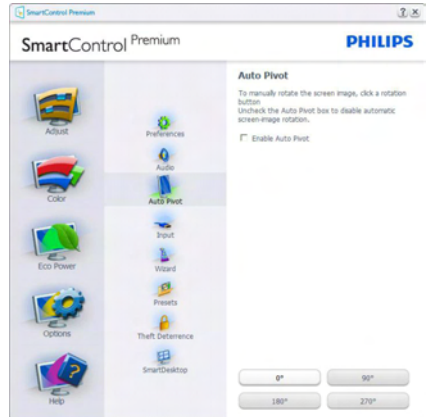 SmartControl Premium
SmartControl Premium
PHILIPS
Adjust
Color
Eco Power
Options
Help
Preferences
Audio
Auto Pivot
Input
Wizard
Presets
Theft Deterrence
SmartDesktop
Auto Pivot
To manually rotate the screen image, click a rotation
button
Uncheck the Auto Pivot box to disable automatic
screen-image rotation.
Enable Auto Pivot
0°
90°
180°
270°